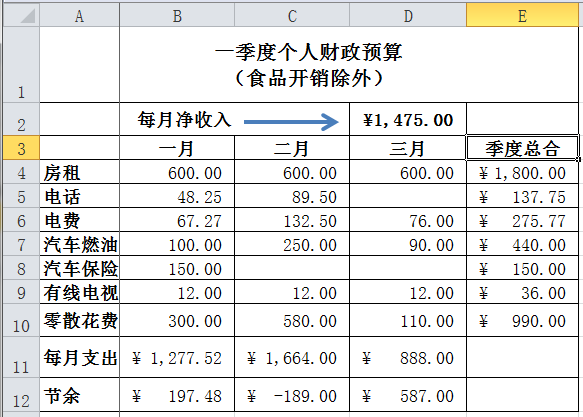 A B C D E
1 一季度个人财政预算
（食品开销除外）
2 每月净收入 ¥1,475.00
3 一月 二月 三月 季度总合
4 房租 600.00 600.00 600.00 ¥ 1,800.00
5 电话 48.25 89.50 ¥ 137.75
6 电费 67.27 132.50 76.00 ¥ 275.77
7 汽车燃油 100.00 250.00 90.00 ¥ 440.00
8 汽车保险 150.00 ¥ 150.00
9 有线电视 12.00 12.00 12.00 ¥ 36.00
10 零散花费 300.00 580.00 110.00 ¥ 990.00
11 每月支出 ¥ 1,277.52 ¥ 1,664.00 ¥ 888.00
12 节余 ¥ 197.48 ¥ -189.00 ¥ 587.00